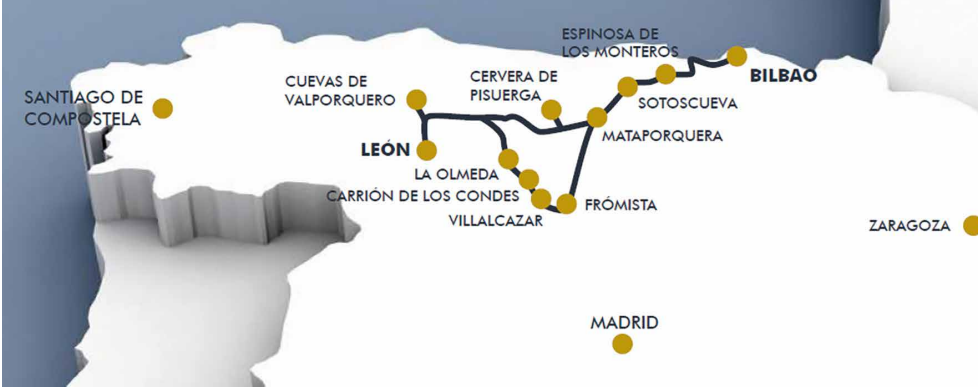 ESPINOSA DE
LOS MONTEROS
BILBAO
CERVERA DE
PISUERGA
CUEVAS DE
VALPORQUERO
SANTIAGO DE
COMPOSTELA
SOTOSCUEVA
MATAPORQUERA
LEÓN
LA OLMEDA
CARRIÓN DE LOS CONDES
FRÓMISTA
VILLALCAZAR
ZARAGOZA
MADRID